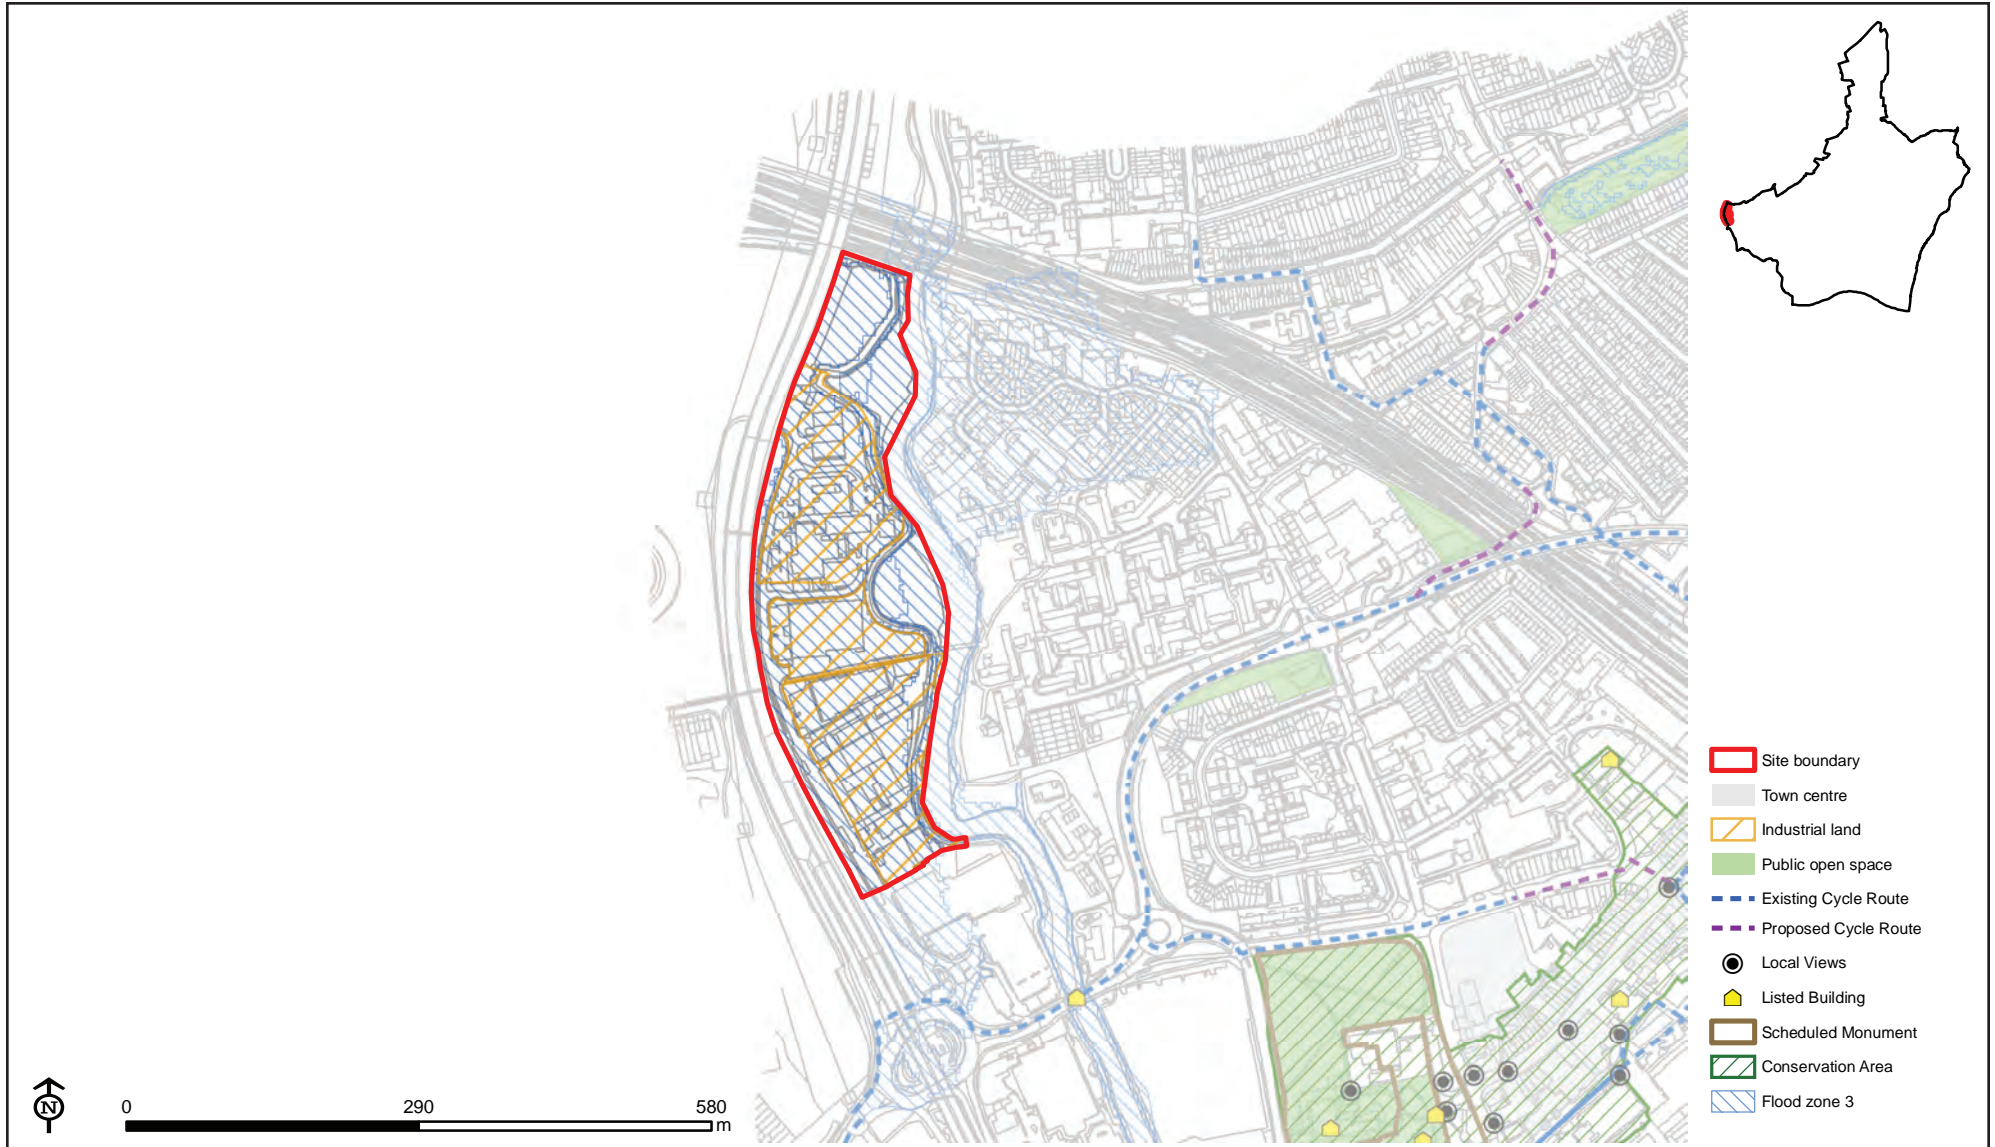 Site boundary
Town centre
Industrial land
Public open space
Existing Cycle Route
Proposed Cycle Route
Local Views
Listed Building
Scheduled Monument
Conservation Area
Flood zone 3
N
0 290 580
m